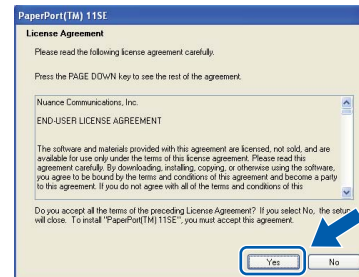 PaperPort(TM) 11SE
License Agreement
Please read the following license agreement carefully.
Press the PAGE DOWN key to see the rest of the agreement.
Nuance Communications, Inc.
END-USER LICENSE AGREEMENT
The software and materials provided with this agreement are licensed, not sold, and are
available for use only under the terms of this license agreement. Please read this
agreement carefully. By downloading, installing, copying, or otherwise using the software,
you agree to be bound by the terms and conditions of this agreement and become a party
to this agreement. If you do not agree with all of the terms and conditions of this
Do you accept all the terms of the preceding License Agreement? If you select No, the setup
will close. To install "PaperPort(TM) 11SE", you must accept this agreement.
Yes
No